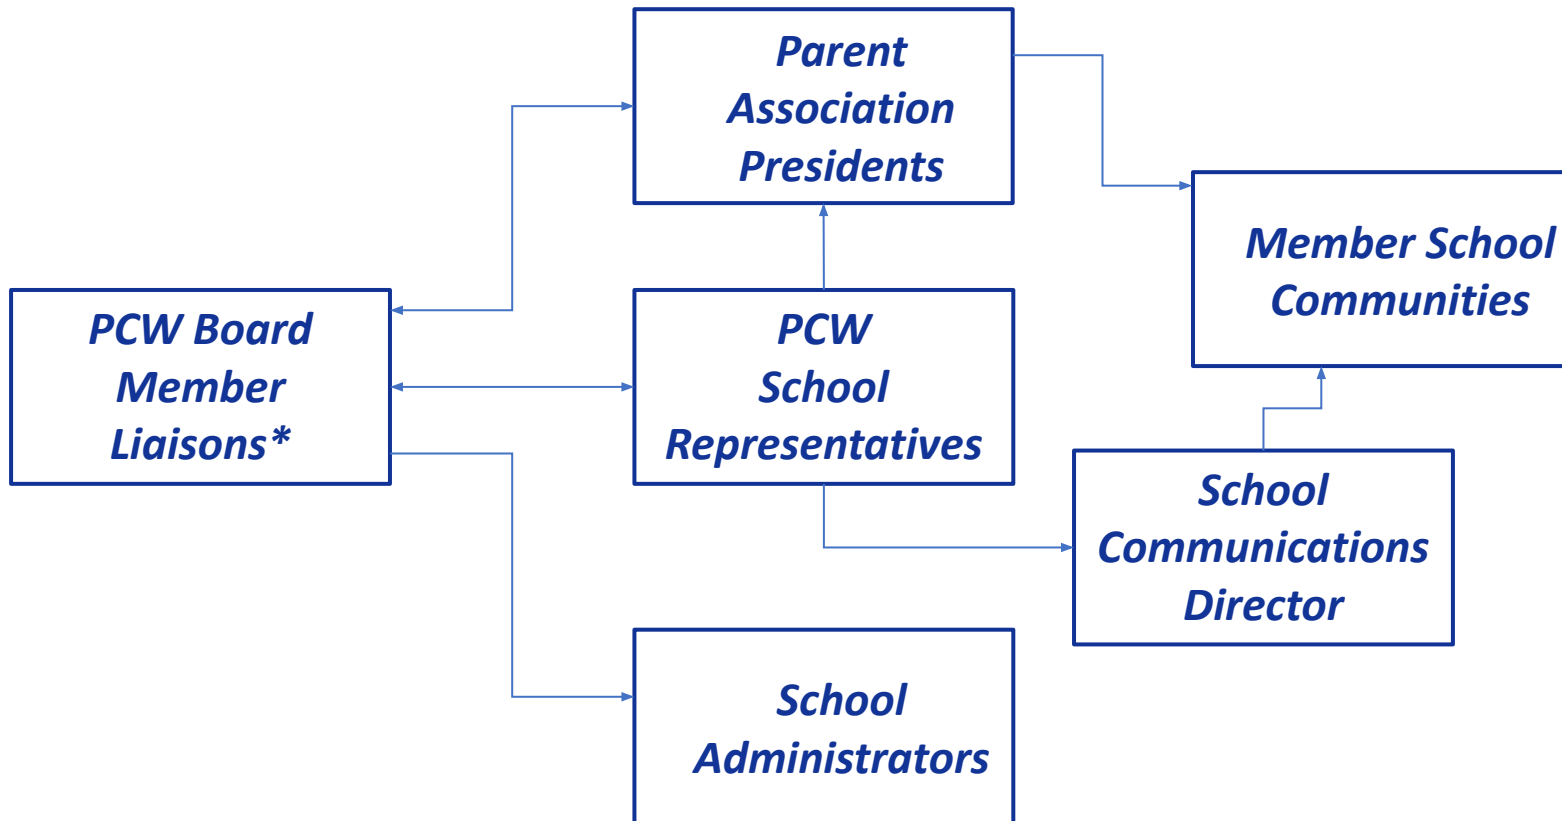 Parent
Association
Presidents
Member School
Communities
PCW Board
Member
Liaisons*
PCW
School
Representatives
School
Communications
Director
School
Administrators